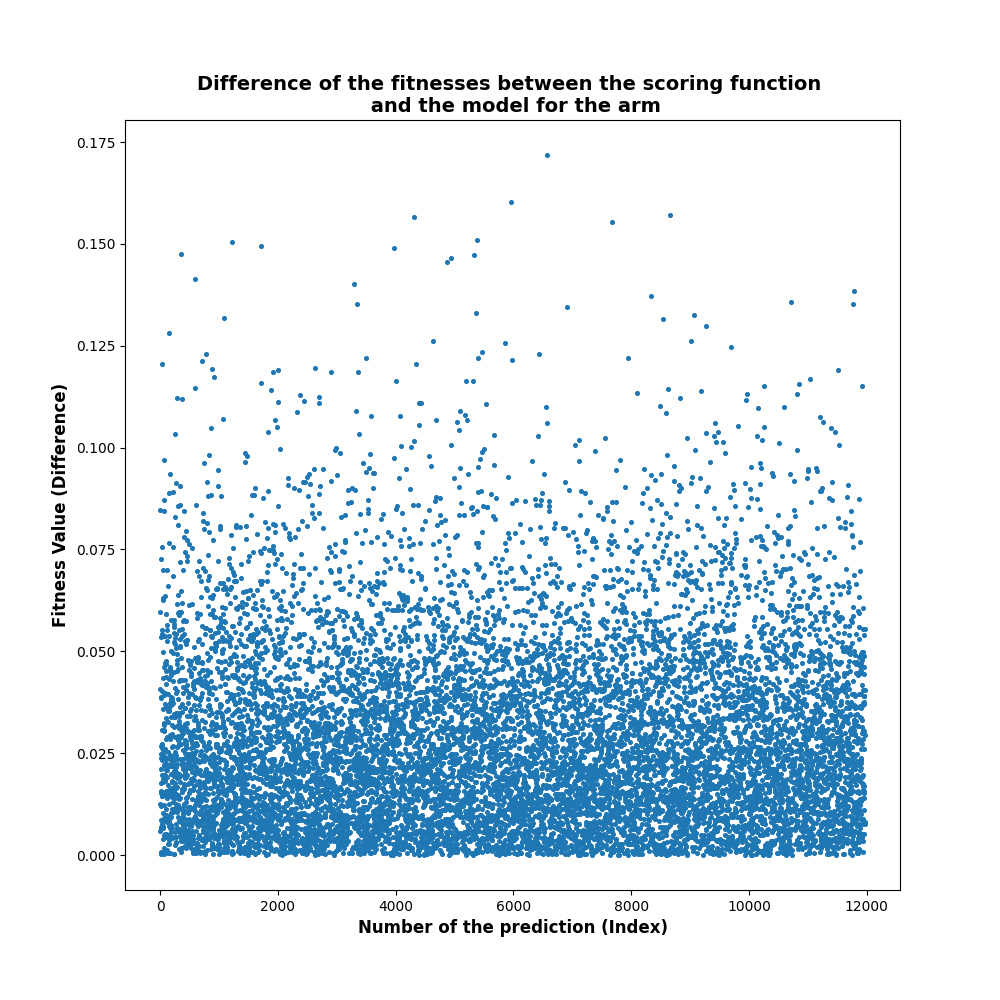 Difference of the fitnesses between the scoring function
and the model for the arm
0.175
0.150
0.125
0.100
0.075
0.050
0.025
0.000
Fitness Value (Difference)
0 2000 4000 6000 8000 10000 12000
Number of the prediction (Index)